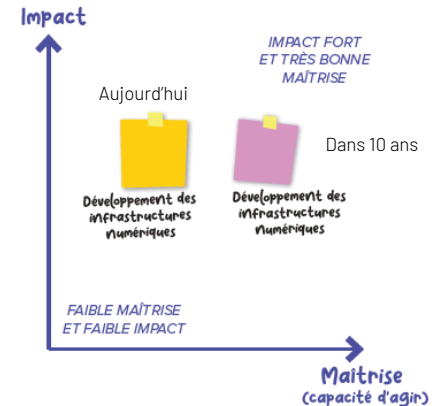 Impact
IMPACT FORT
ET TRÈS BONNE
MAÎTRISE
Aujourd'hui
Dans 10 ans
Développement des
infrastructures
numériques
Développement des
infrastructures
numériques
FAIBLE MAÎTRISE
ET FAIBLE IMPACT
Maîtrise
(capacité d'agir)